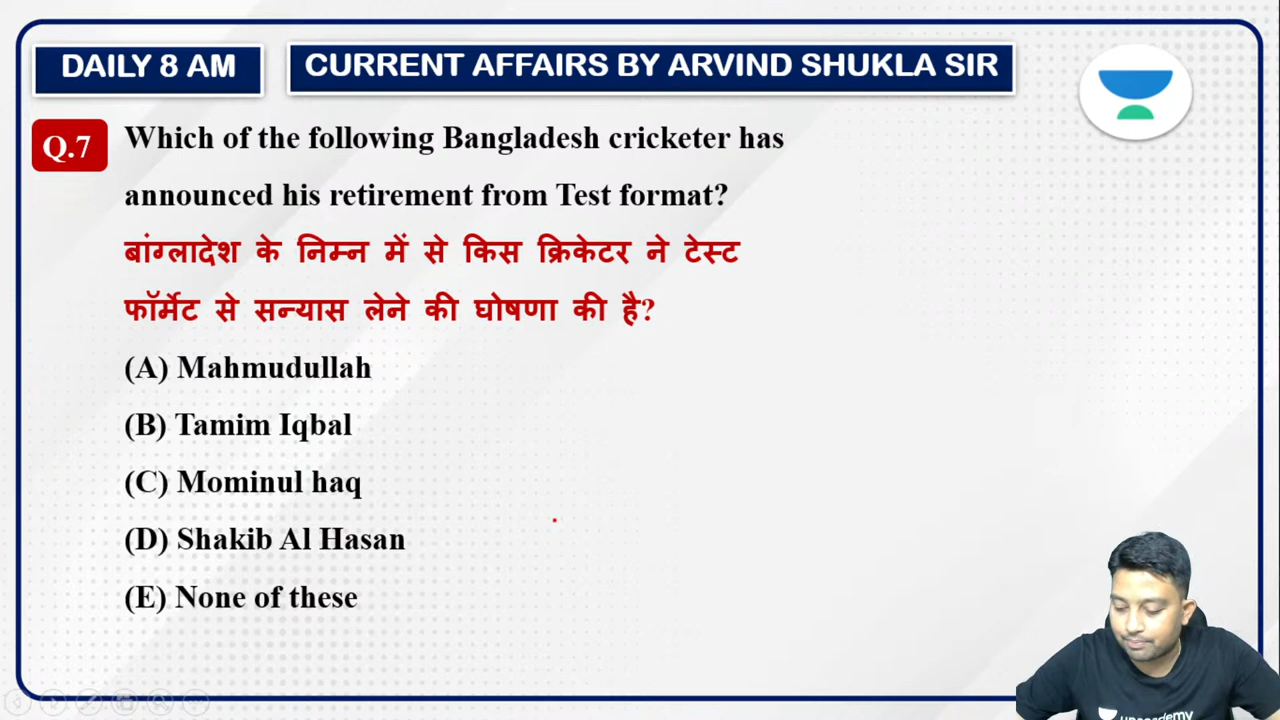 DAILY 8 AM
CURRENT AFFAIRS BY ARVIND SHUKLA SIR
Q.7
Which of the following Bangladesh cricketer has
announced his retirement from Test format?
बांग्लादेश के निम्न में से किस क्रिकेटर ने टेस्ट
फॉर्मेट से सन्यास लेने की घोषणा की है?
(A) Mahmudullah
(B) Tamim Iqbal
(C) Mominul haq
(D) Shakib Al Hasan
(E) None of these